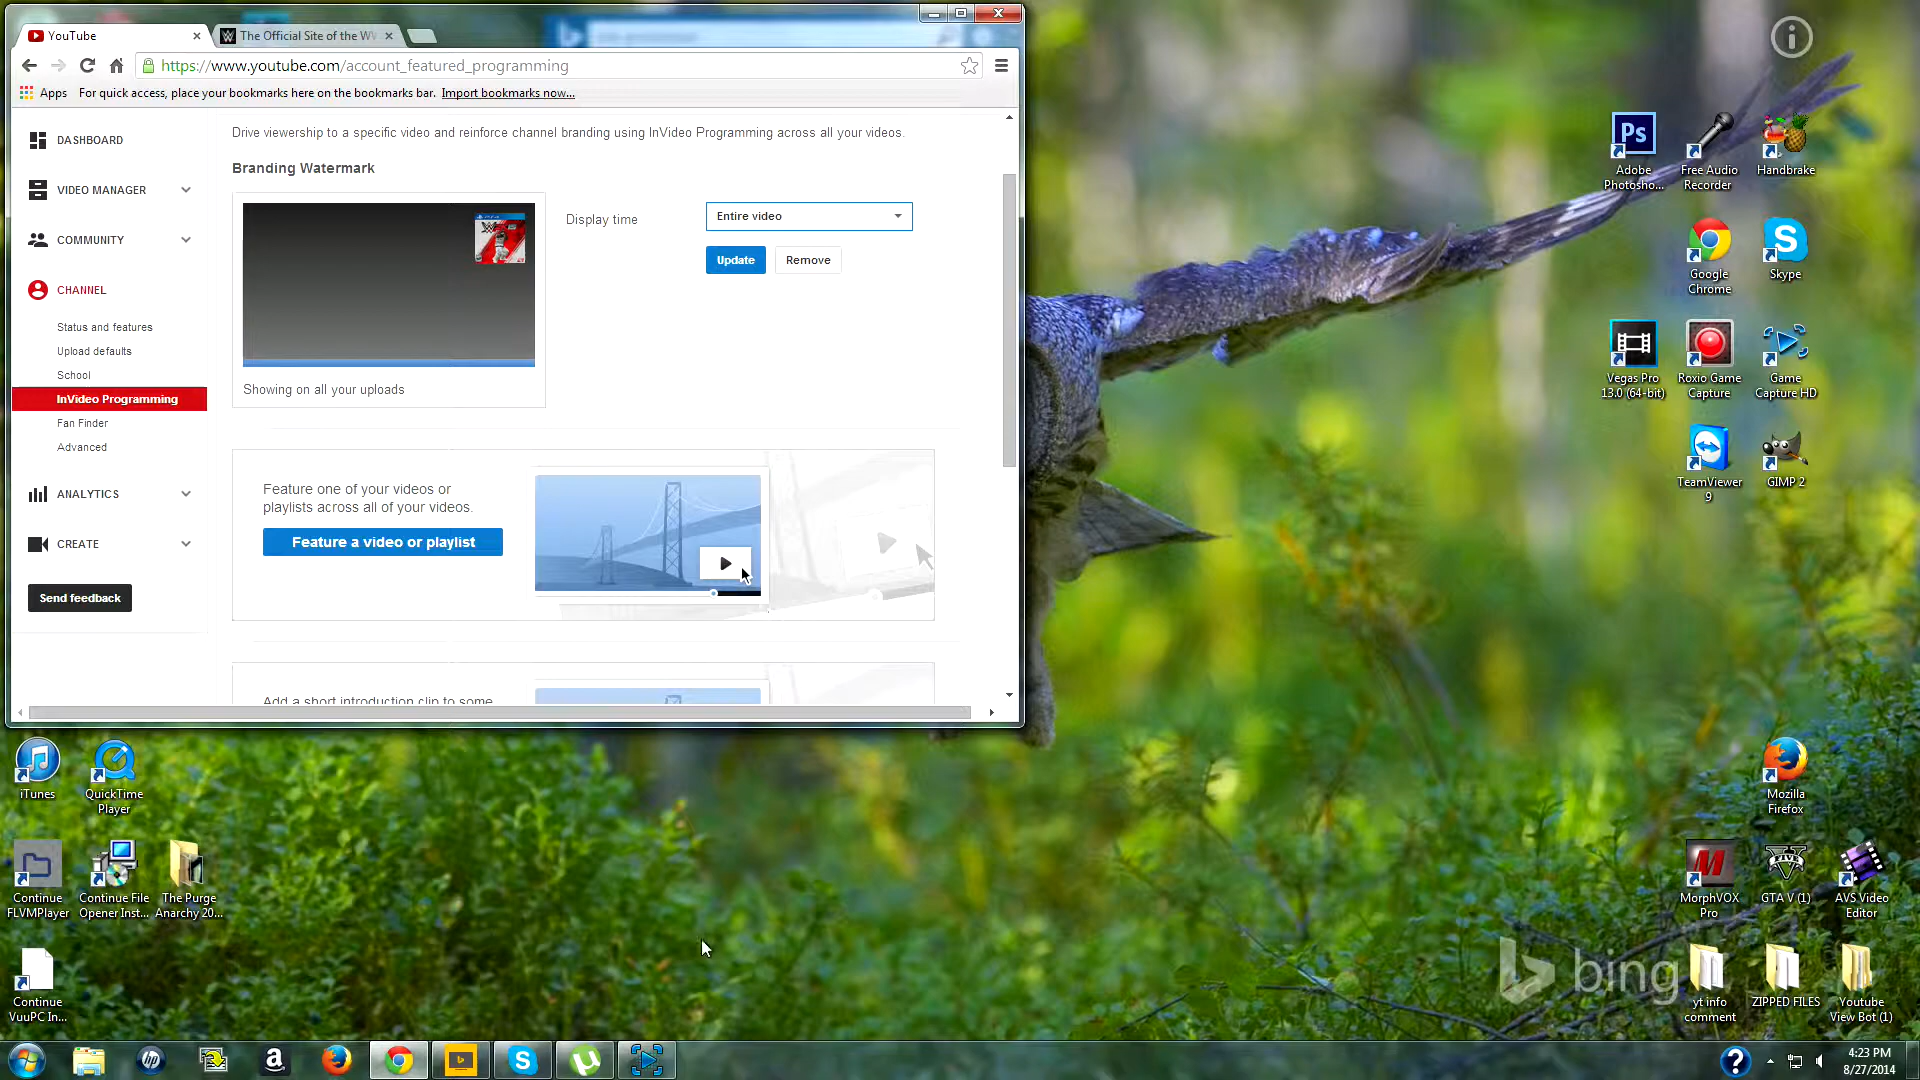 YouTube
The Official Site of the WW
https://www.youtube.com/account_featured_programming
Apps
For quick access, place your bookmarks here on the bookmarks bar. Import bookmarks now...
DASHBOARD
VIDEO MANAGER
COMMUNITY
CHANNEL
Status and features
Upload defaults
School
InVideo Programming
Fan Finder
Advanced
ANALYTICS
CREATE
Send feedback
Drive viewership to a specific video and reinforce channel branding using InVideo Programming across all your videos.
Branding Watermark
Showing on all your uploads
Display time
Entire video
Update
Remove
Feature one of your videos or
playlists across all of your videos.
Feature a video or playlist
Add a short introduction clip to some
Ps
Adobe
Photosho...
Free Audio
Recorder
Handbrake
Google
Chrome
Skype
Vegas Pro
13.0 (64-bit)
Roxio Game
Capture
Game
Capture HD
TeamViewer
9
GIMP 2
iTunes
QuickTime
Player
Continue
FLVMPlayer
Continue File
Opener Inst...
The Purge
Anarchy 20...
Continue
VuuPC In...
Mozilla
Firefox
MorphVOX
Pro
GTA V (1)
AVS Video
Editor
bing
yt info
comment
ZIPPED FILES
Youtube
View Bot (1)
4:23 PM
8/27/2014